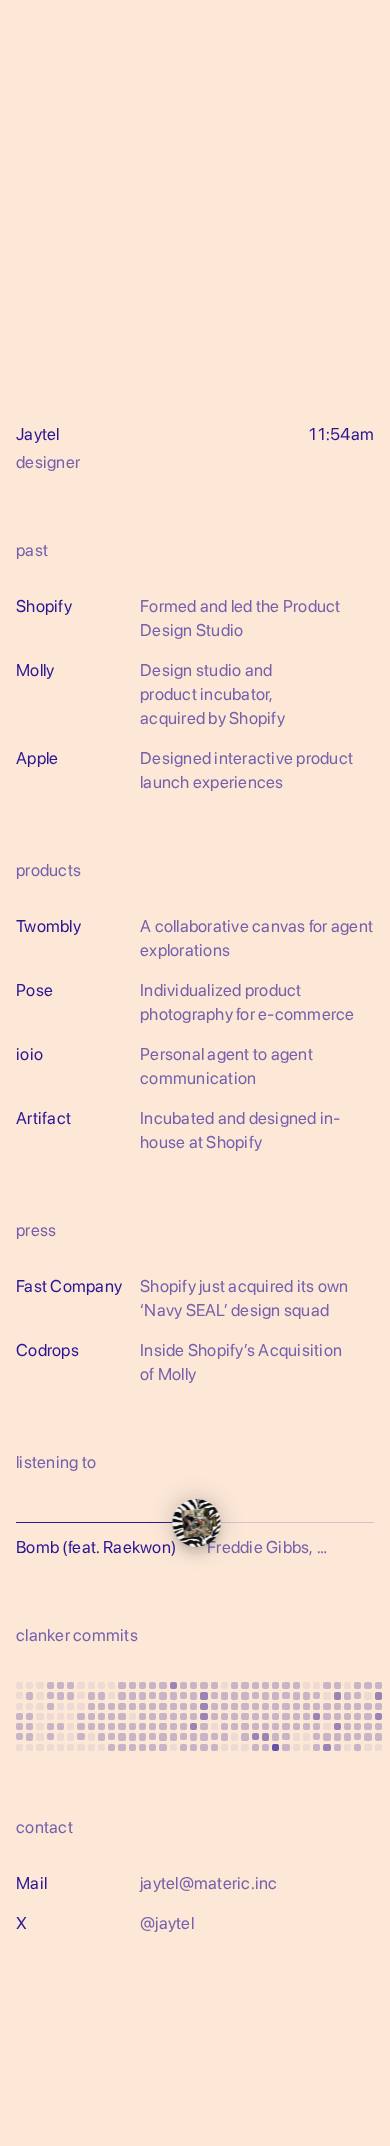 Jaytel 11:54am
designer
past
Shopify Formed and led the Product
Design Studio
Molly Design studio and
product incubator,
acquired by Shopify
Apple Designed interactive product
launch experiences
products
Twombly A collaborative canvas for agent
explorations
Pose Individualized product
photography for e-commerce
ioio Personal agent to agent
communication
Artifact Incubated and designed in-
house at Shopify
press
Fast Company Shopify just acquired its own
‘Navy SEAL’ design squad
Codrops Inside Shopify’s Acquisition
of Molly
listening to
Bomb (feat. Raekwon) Freddie Gibbs, ...
clanker commits
contact
Mail jaytel@materic.inc
X @jaytel